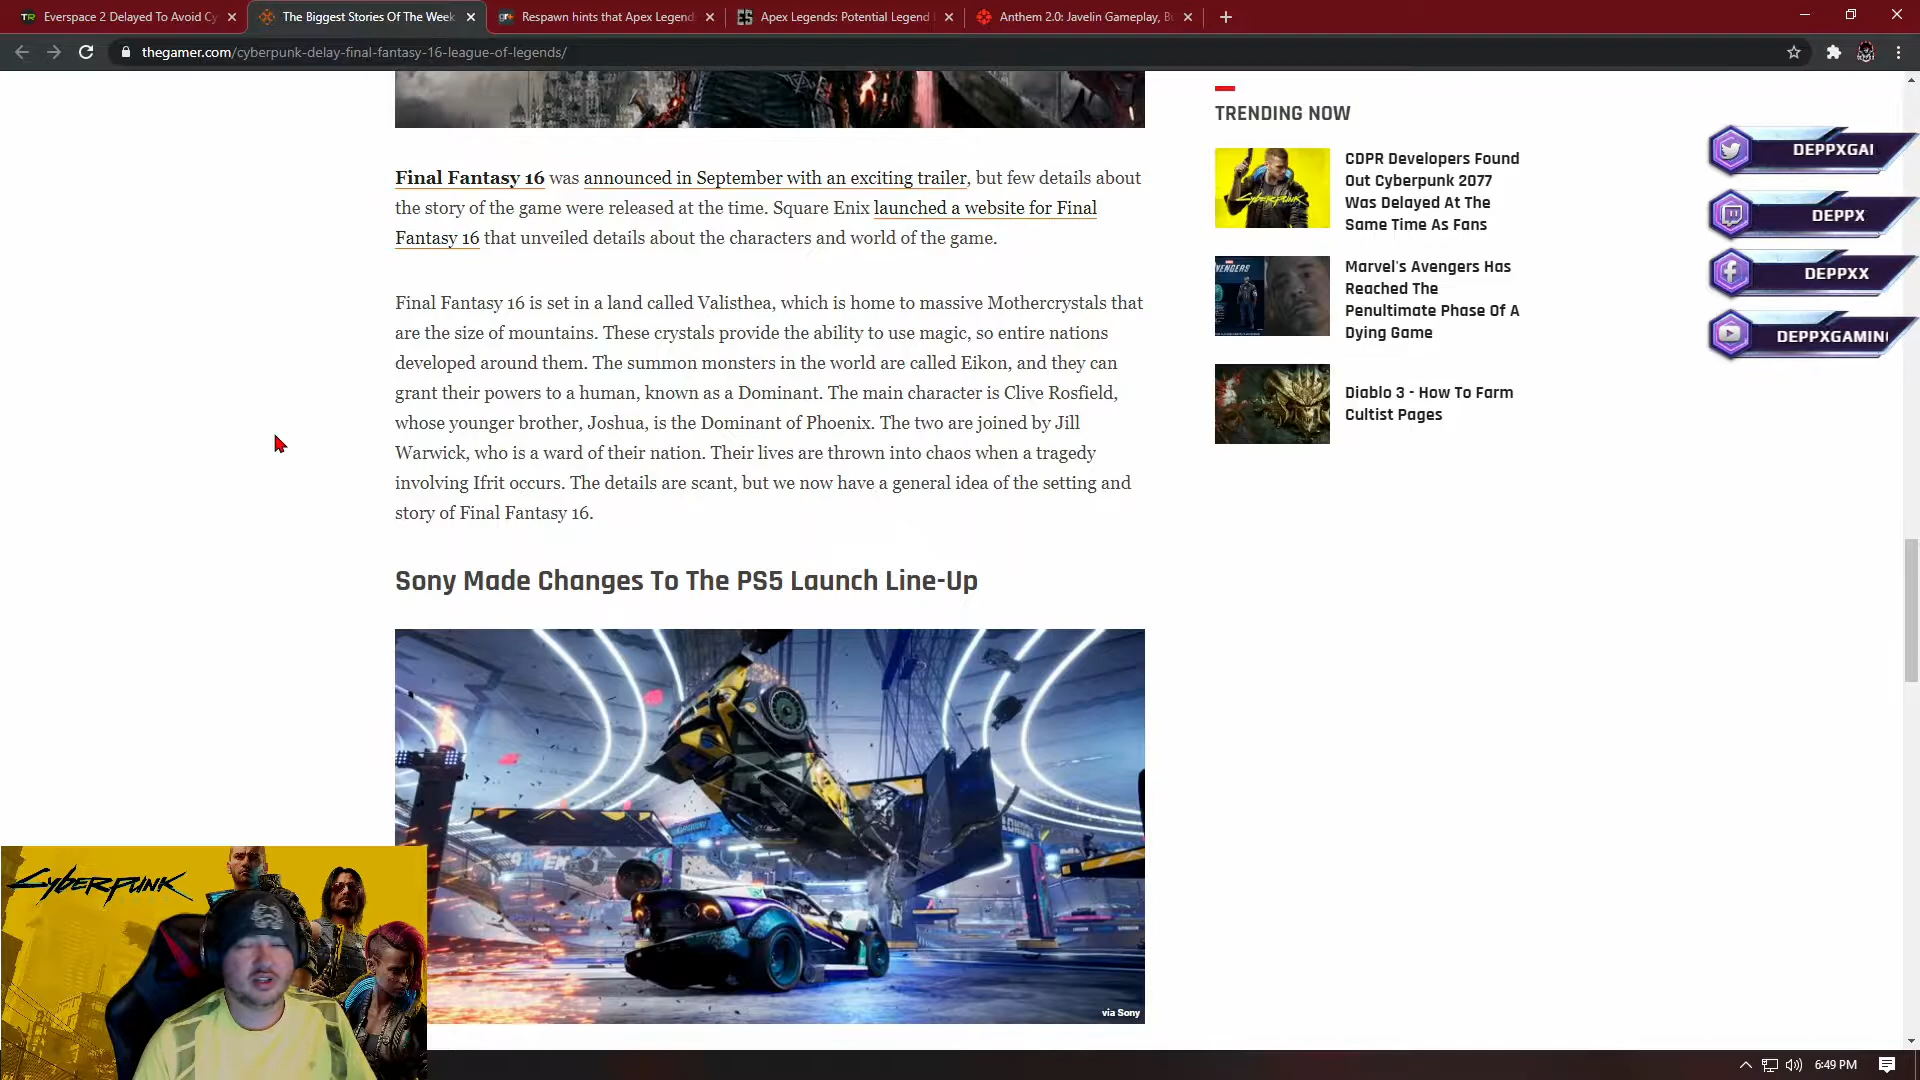 Everspace 2 Delayed To Avoid Cy
The Biggest Stories Of The Week
Respawn hints that Apex Legend
Apex Legends: Potential Legend
Anthem 2.0: Javelin Gameplay, B
thegamer.com/cyberpunk-delay-final-fantasy-16-league-of-legends/
Final Fantasy 16 was announced in September with an exciting trailer, but few details about
the story of the game were released at the time. Square Enix launched a website for Final
Fantasy 16 that unveiled details about the characters and world of the game.
Final Fantasy 16 is set in a land called Valisthea, which is home to massive Mothercrystals that
are the size of mountains. These crystals provide the ability to use magic, so entire nations
developed around them. The summon monsters in the world are called Eikon, and they can
grant their powers to a human, known as a Dominant. The main character is Clive Rosfield,
whose younger brother, Joshua, is the Dominant of Phoenix. The two are joined by Jill
Warwick, who is a ward of their nation. Their lives are thrown into chaos when a tragedy
involving Ifrit occurs. The details are scant, but we now have a general idea of the setting and
story of Final Fantasy 16.
Sony Made Changes To The PS5 Launch Line-Up
via Sony
TRENDING NOW
CDPR Developers Found
Out Cyberpunk 2077
Was Delayed At The
Same Time As Fans
Marvel's Avengers Has
Reached The
Penultimate Phase Of A
Dying Game
Diablo 3 - How To Farm
Cultist Pages
DEPPXGAI
DEPPX
DEPPXX
DEPPXGAMING
CYBERPUNK
6:49 PM